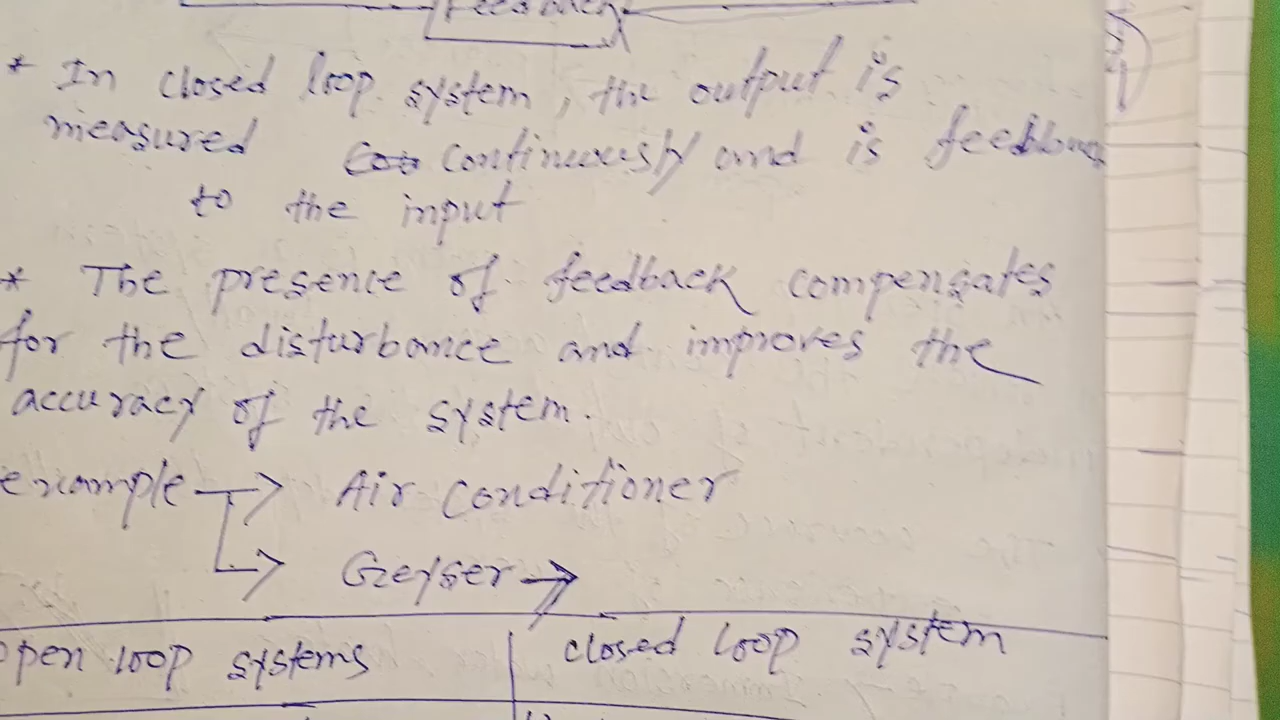 Feedback
* In closed loop system, the output is
measured continuously and is feedback
to the input
* The presence of feedback compensates
for the disturbance and improves the
accuracy of the system.
example → Air conditioner
→ Geyser →
open loop systems closed loop system